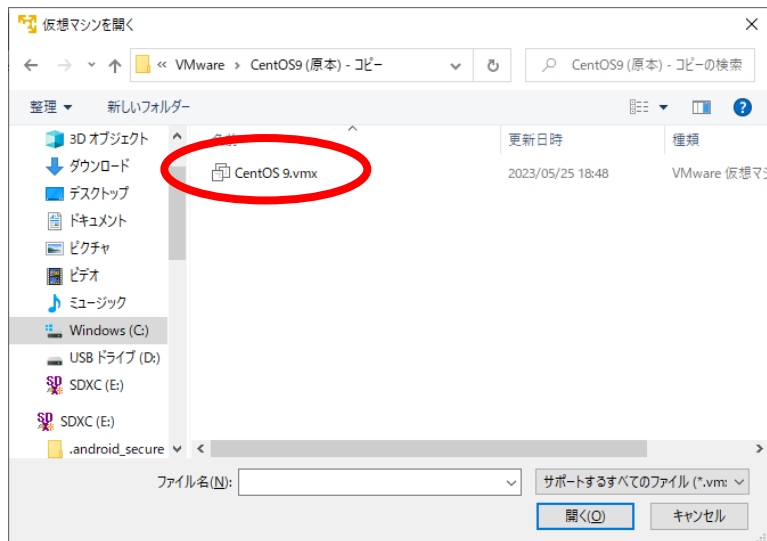 仮想マシンを開く
« VMware › CentOS9 (原本) - コピー
CentOS9 (原本) - コピーの検索
整理 新しいフォルダー
名前 更新日時 種類
CentOS 9.vmx 2023/05/25 18:48 VMware 仮想マシ
3D オブジェクト
ダウンロード
デスクトップ
ドキュメント
ピクチャ
ビデオ
ミュージック
Windows (C:)
USB ドライブ (D:)
SDXC (E:)
SDXC (E:)
.android_secure
ファイル名(N):
サポートするすべてのファイル (*.vm:
開く(O) キャンセル